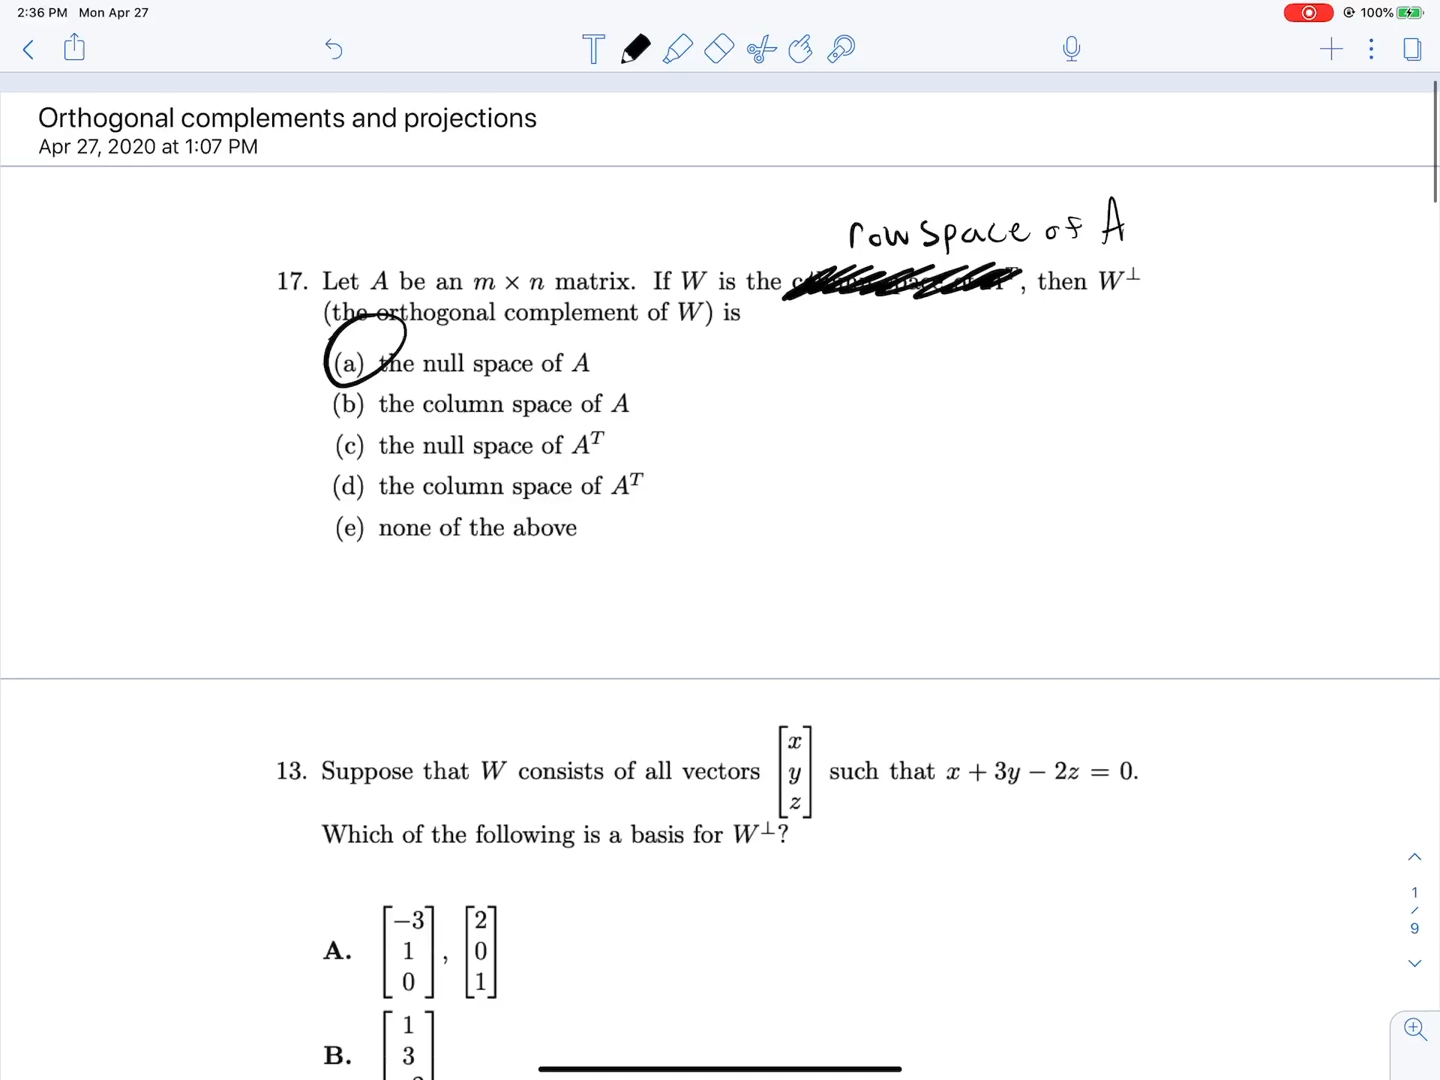 2:36 PM Mon Apr 27
100%
T
Orthogonal complements and projections
Apr 27, 2020 at 1:07 PM
row space of A
17. Let A be an m × n matrix. If W is the , then W⊥
(the orthogonal complement of W) is
(a) the null space of A
(b) the column space of A
(c) the null space of Aᵀ
(d) the column space of Aᵀ
(e) none of the above
13. Suppose that W consists of all vectors [x y z] such that x + 3y − 2z = 0.
Which of the following is a basis for W⊥?
A. [−3 1 0], [2 0 1]
B. [1 3
1
/
9